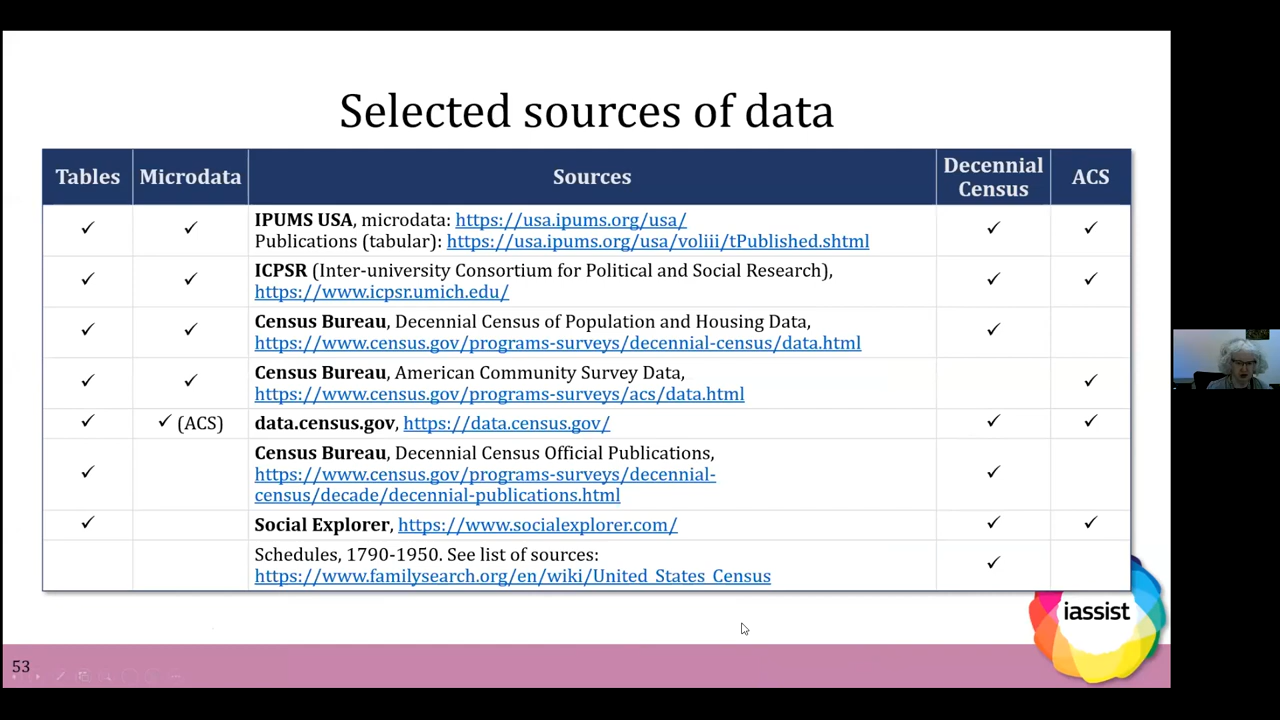 Selected sources of data
Tables Microdata Sources Decennial Census ACS
✓ ✓ IPUMS USA, microdata: https://usa.ipums.org/usa/ ✓ ✓
Publications (tabular): https://usa.ipums.org/usa/voliii/tPublished.shtml
✓ ✓ ICPSR (Inter-university Consortium for Political and Social Research), ✓ ✓
https://www.icpsr.umich.edu/
✓ ✓ Census Bureau, Decennial Census of Population and Housing Data, ✓
https://www.census.gov/programs-surveys/decennial-census/data.html
✓ ✓ Census Bureau, American Community Survey Data, ✓
https://www.census.gov/programs-surveys/acs/data.html
✓ ✓ (ACS) data.census.gov, https://data.census.gov/ ✓ ✓
✓ Census Bureau, Decennial Census Official Publications, ✓
https://www.census.gov/programs-surveys/decennial-
census/decade/decennial-publications.html
✓ Social Explorer, https://www.socialexplorer.com/ ✓ ✓
Schedules, 1790-1950. See list of sources: ✓
https://www.familysearch.org/en/wiki/United_States_Census
iassist
53